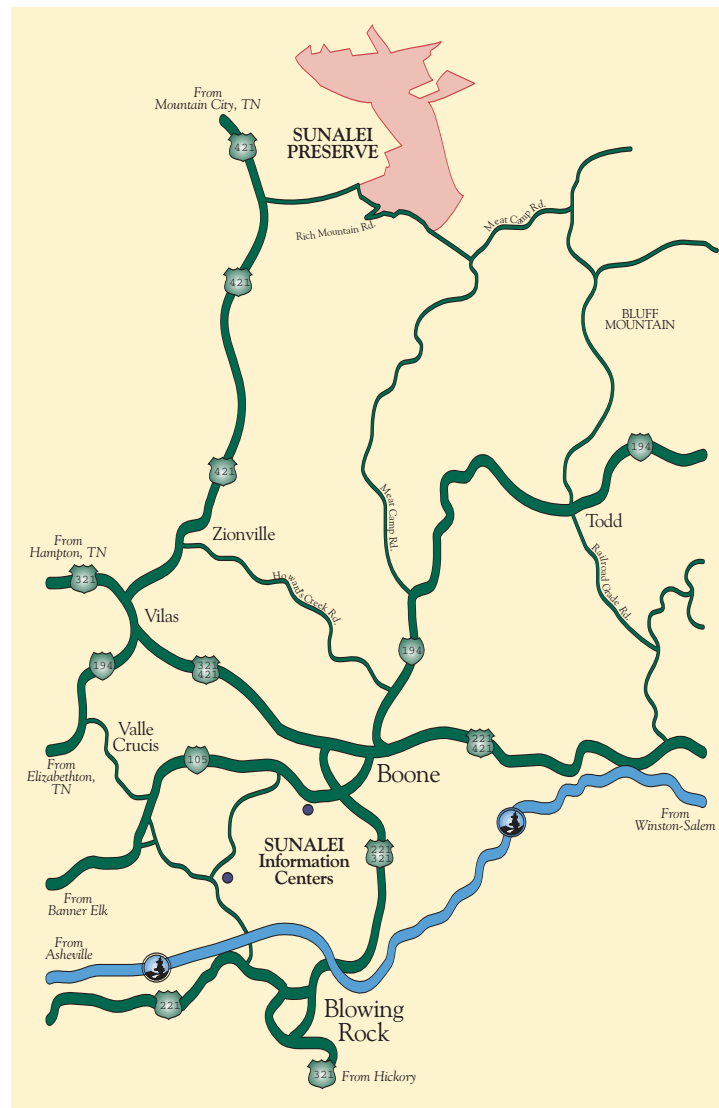 From
Mountain City, TN
421
SUNALEI
PRESERVE
Rich Mountain Rd.
Meat Camp Rd.
421
BLUFF
MOUNTAIN
421
194
Meat Camp Rd.
Todd
Zionville
From
Hampton, TN
321
Howard's Creek Rd.
Railroad Grade Rd.
Vilas
194
321
421
194
Valle
Crucis
221
421
105
Boone
From
Elizabethton,
TN
From
Winston-Salem
SUNALEI
Information
Centers
221
321
From
Banner Elk
From
Asheville
221
Blowing
Rock
321
From Hickory